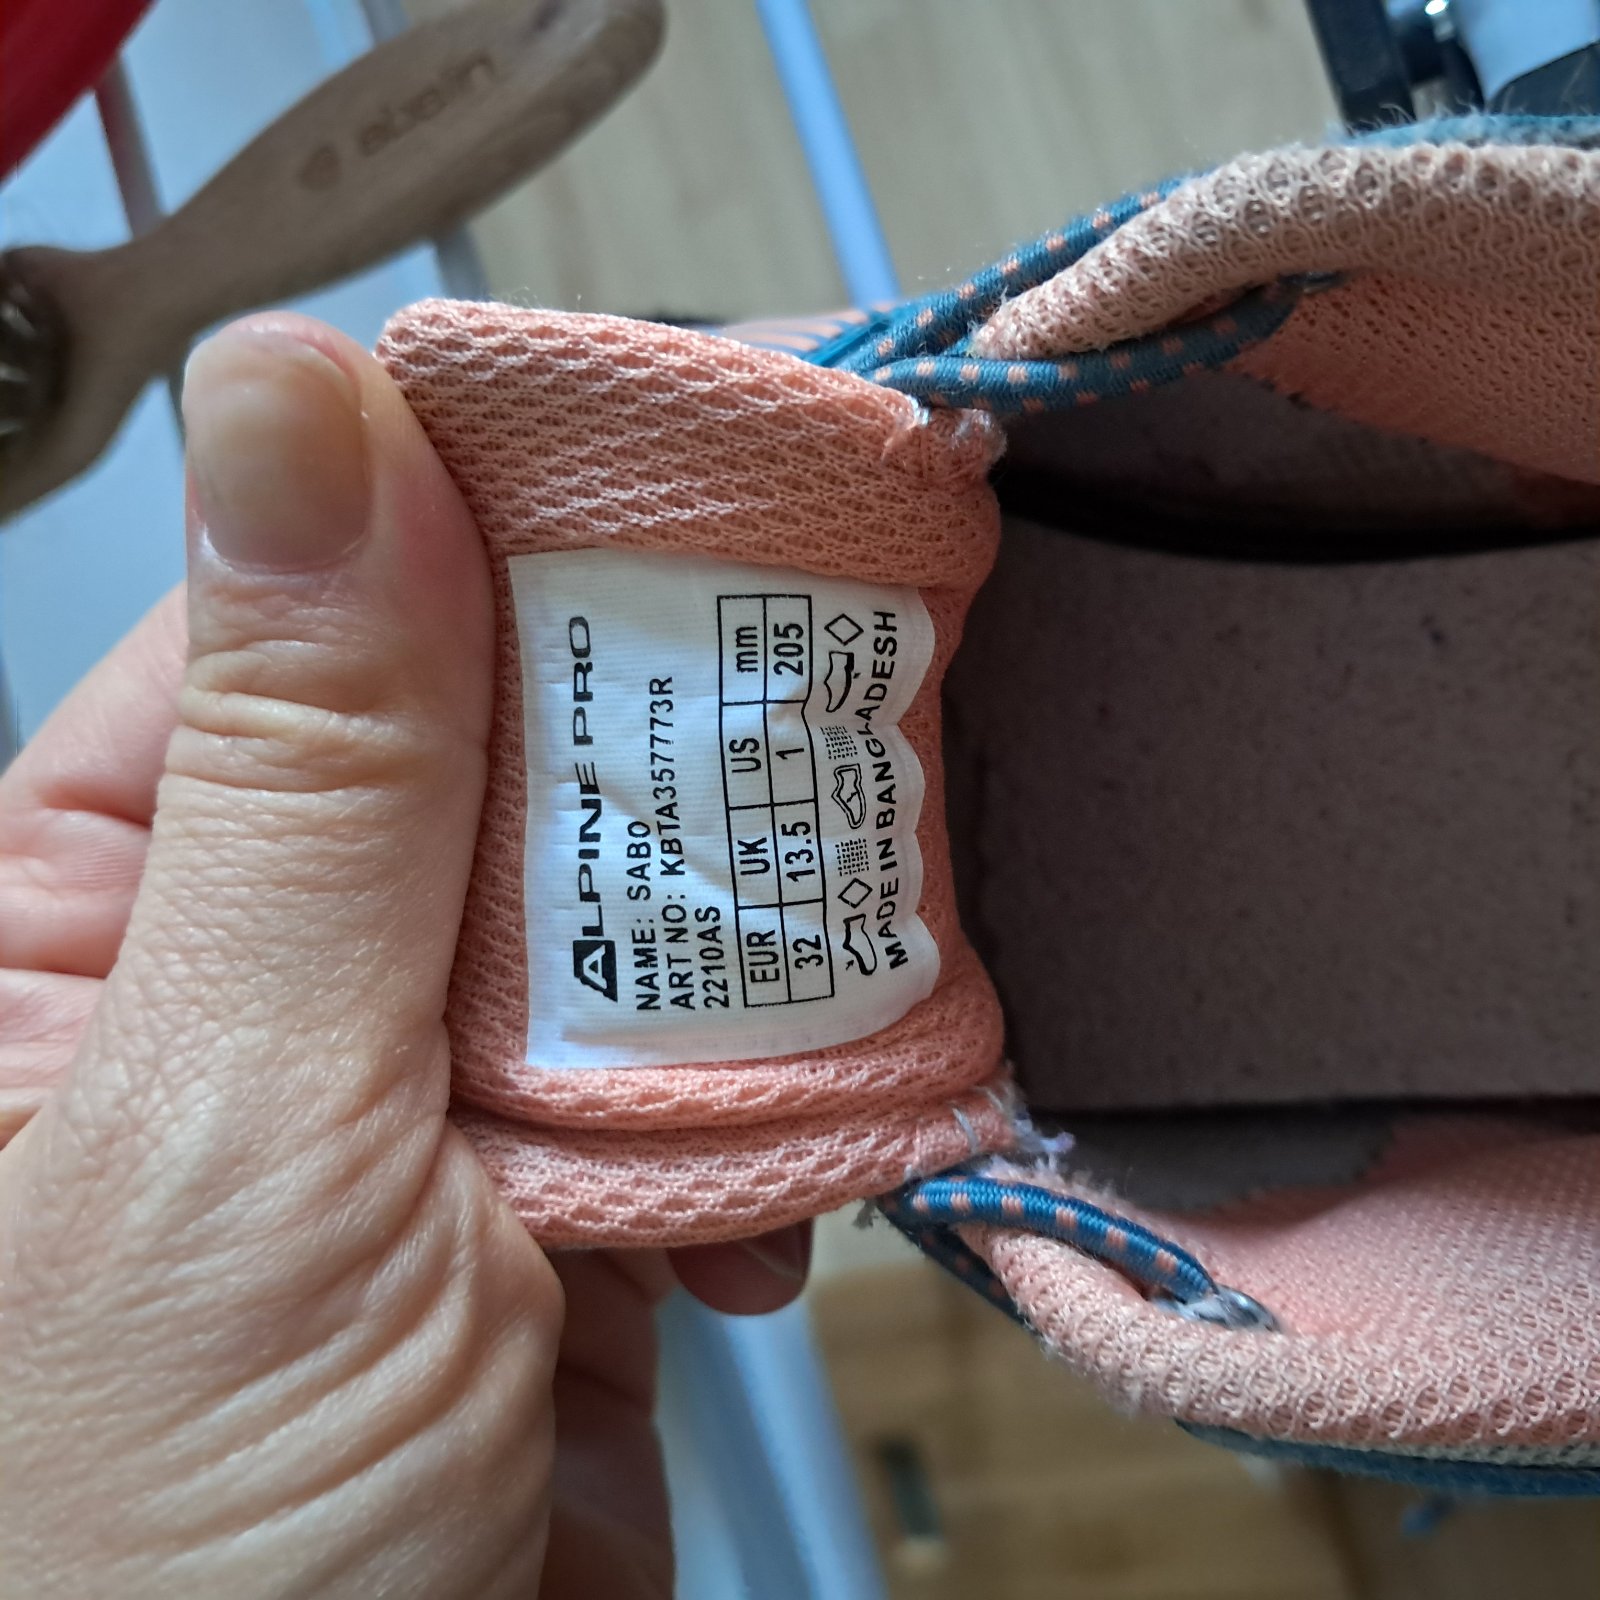 ebelin
ALPINE PRO
NAME: SABO
ART NO: KBTA357773R
2210AS
EUR UK US mm
32 13.5 1 205
MADE IN BANGLADESH